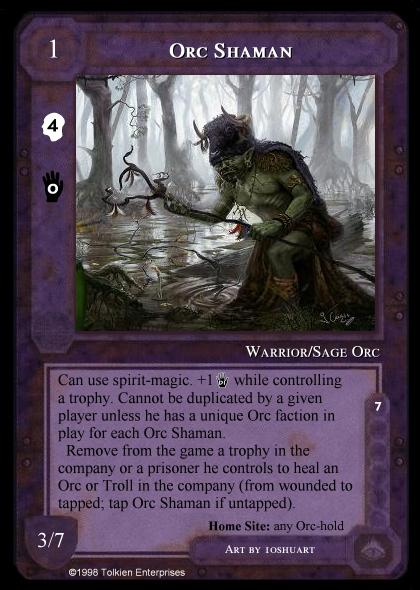 1
ORC SHAMAN
4
0
WARRIOR/SAGE ORC
Can use spirit-magic. +1 while controlling
a trophy. Cannot be duplicated by a given
player unless he has a unique Orc faction in
play for each Orc Shaman.
Remove from the game a trophy in the
company or a prisoner he controls to heal an
Orc or Troll in the company (from wounded to
tapped; tap Orc Shaman if untapped).
7
Home Site: any Orc-hold
3/7
ART BY IOSHUART
©1998 Tolkien Enterprises